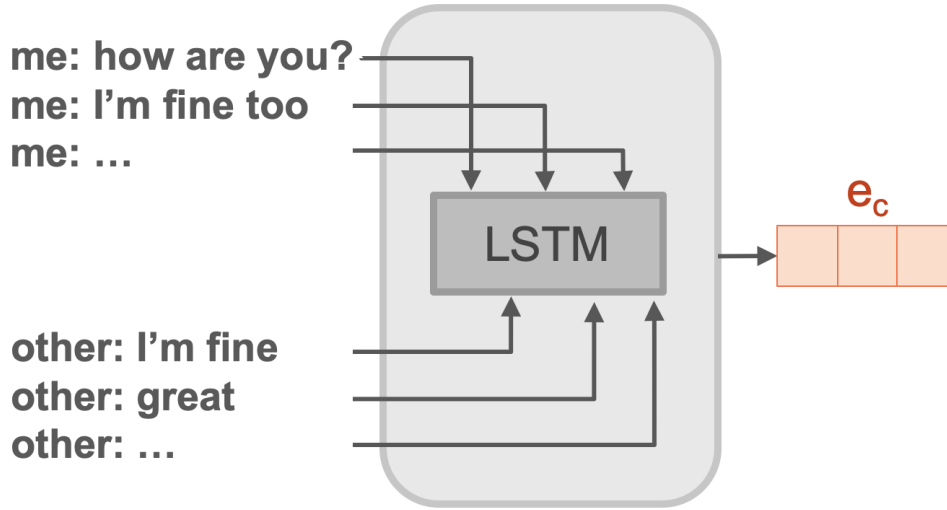 me: how are you?
me: I'm fine too
me: …
LSTM
e_c
other: I'm fine
other: great
other: …